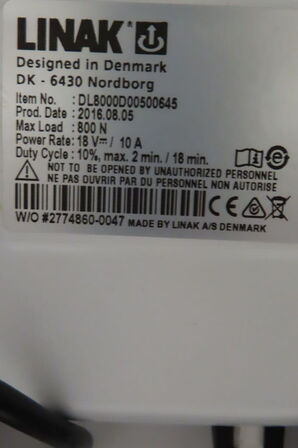 LINAK®
Designed in Denmark
DK - 6430 Nordborg
Item No. : DL8000D00500645
Prod. Date : 2016.08.05
Max Load : 800 N
Power Rate: 18 V⎓ / 10 A
Duty Cycle : 10%, max. 2 min. / 18 min.
NOT TO BE OPENED BY UNAUTHORIZED PERSONNEL
NE PAS OUVRIR PAR DU PERSONNEL NON AUTORISE
CE
W/O #2774860-0047 MADE BY LINAK A/S DENMARK